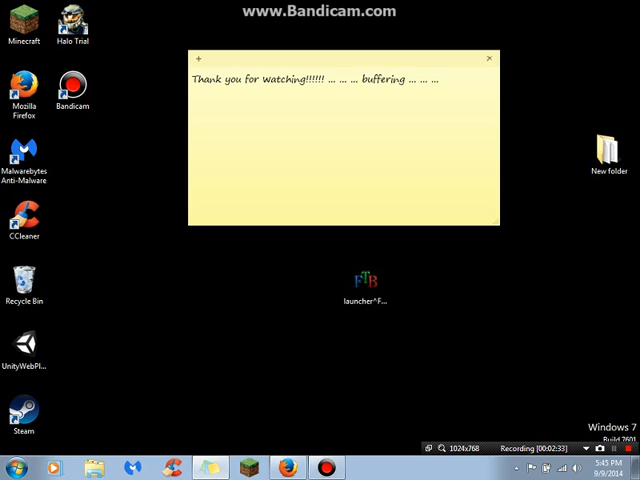 www.Bandicam.com
Minecraft
Halo Trial
Thank you for Watching!!!!!! ... ... ... buffering ... ... ...
Mozilla
Firefox
Bandicam
Malwarebytes
Anti-Malware
New folder
CCleaner
Recycle Bin
FTB
launcher^F...
UnityWebPl...
Steam
Windows 7
Build 7601
1024x768
Recording [00:02:33]
5:45 PM
9/9/2014